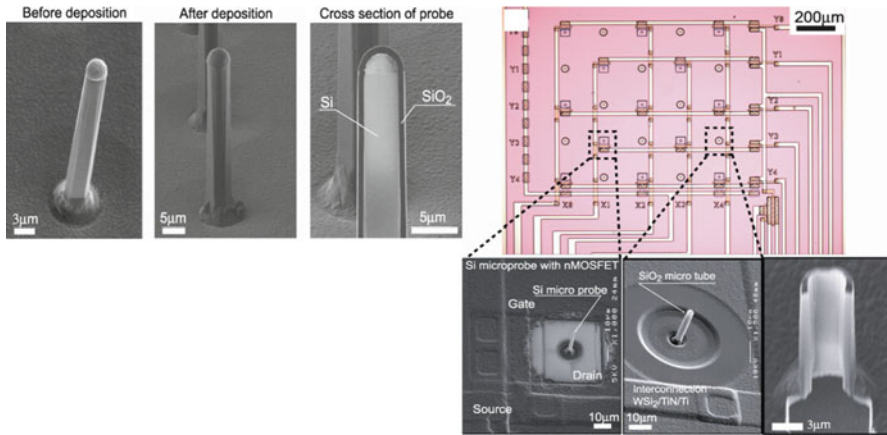 Before deposition
After deposition
Cross section of probe
Si
SiO2
3μm
5μm
5μm
200μm
Y0
Y1
Y1
Y2
Y2
Y3
Y3
Y4
Y4
X0
X1
X2
X3
X4
Si microprobe with nMOSFET
Si micro probe
Gate
Drain
Source
10μm
SiO2 micro tube
Interconnection
WSi2/TiN/Ti
10μm
3μm